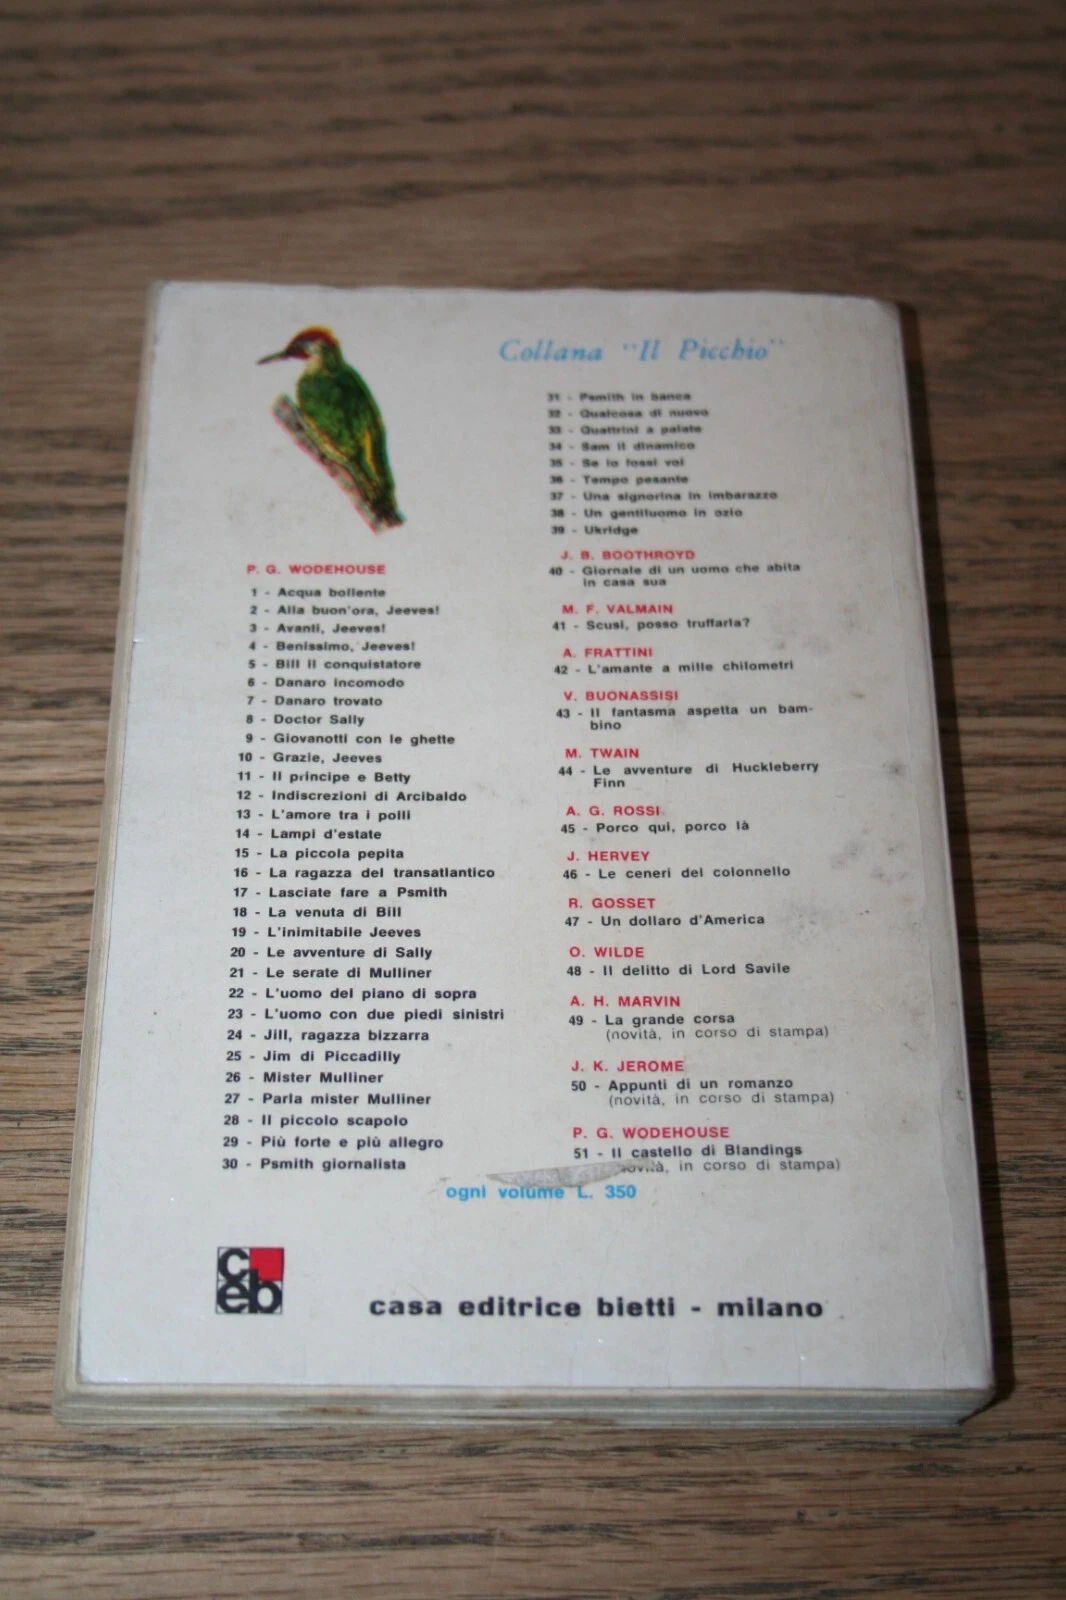 Collana "Il Picchio"
P. G. WODEHOUSE
1 - Acqua bollente
2 - Alla buon'ora, Jeeves!
3 - Avanti, Jeeves!
4 - Benissimo, Jeeves!
5 - Bill il conquistatore
6 - Danaro incomodo
7 - Danaro trovato
8 - Doctor Sally
9 - Giovanotti con le ghette
10 - Grazie, Jeeves
11 - Il principe e Betty
12 - Indiscrezioni di Arcibaldo
13 - L'amore tra i polli
14 - Lampi d'estate
15 - La piccola pepita
16 - La ragazza del transatlantico
17 - Lasciate fare a Psmith
18 - La venuta di Bill
19 - L'inimitabile Jeeves
20 - Le avventure di Sally
21 - Le serate di Mulliner
22 - L'uomo del piano di sopra
23 - L'uomo con due piedi sinistri
24 - Jill, ragazza bizzarra
25 - Jim di Piccadilly
26 - Mister Mulliner
27 - Parla mister Mulliner
28 - Il piccolo scapolo
29 - Più forte e più allegro
30 - Psmith giornalista
31 - Psmith in banca
32 - Qualcosa di nuovo
33 - Quattrini a palate
34 - Sam il dinamico
35 - Se io fossi voi
36 - Tempo pesante
37 - Una signorina in imbarazzo
38 - Un gentiluomo in ozio
39 - Ukridge
J. B. BOOTHROYD
40 - Giornale di un uomo che abita
in casa sua
M. F. VALMAIN
41 - Scusi, posso truffarla?
A. FRATTINI
42 - L'amante a mille chilometri
V. BUONASSISI
43 - Il fantasma aspetta un bam-
bino
M. TWAIN
44 - Le avventure di Huckleberry
Finn
A. G. ROSSI
45 - Porco qui, porco là
J. HERVEY
46 - Le ceneri del colonnello
R. GOSSET
47 - Un dollaro d'America
O. WILDE
48 - Il delitto di Lord Savile
A. H. MARVIN
49 - La grande corsa
(novità, in corso di stampa)
J. K. JEROME
50 - Appunti di un romanzo
(novità, in corso di stampa)
P. G. WODEHOUSE
51 - Il castello di Blandings
in corso di stampa)
ogni volume L. 350
c
eb
casa editrice bietti - milano